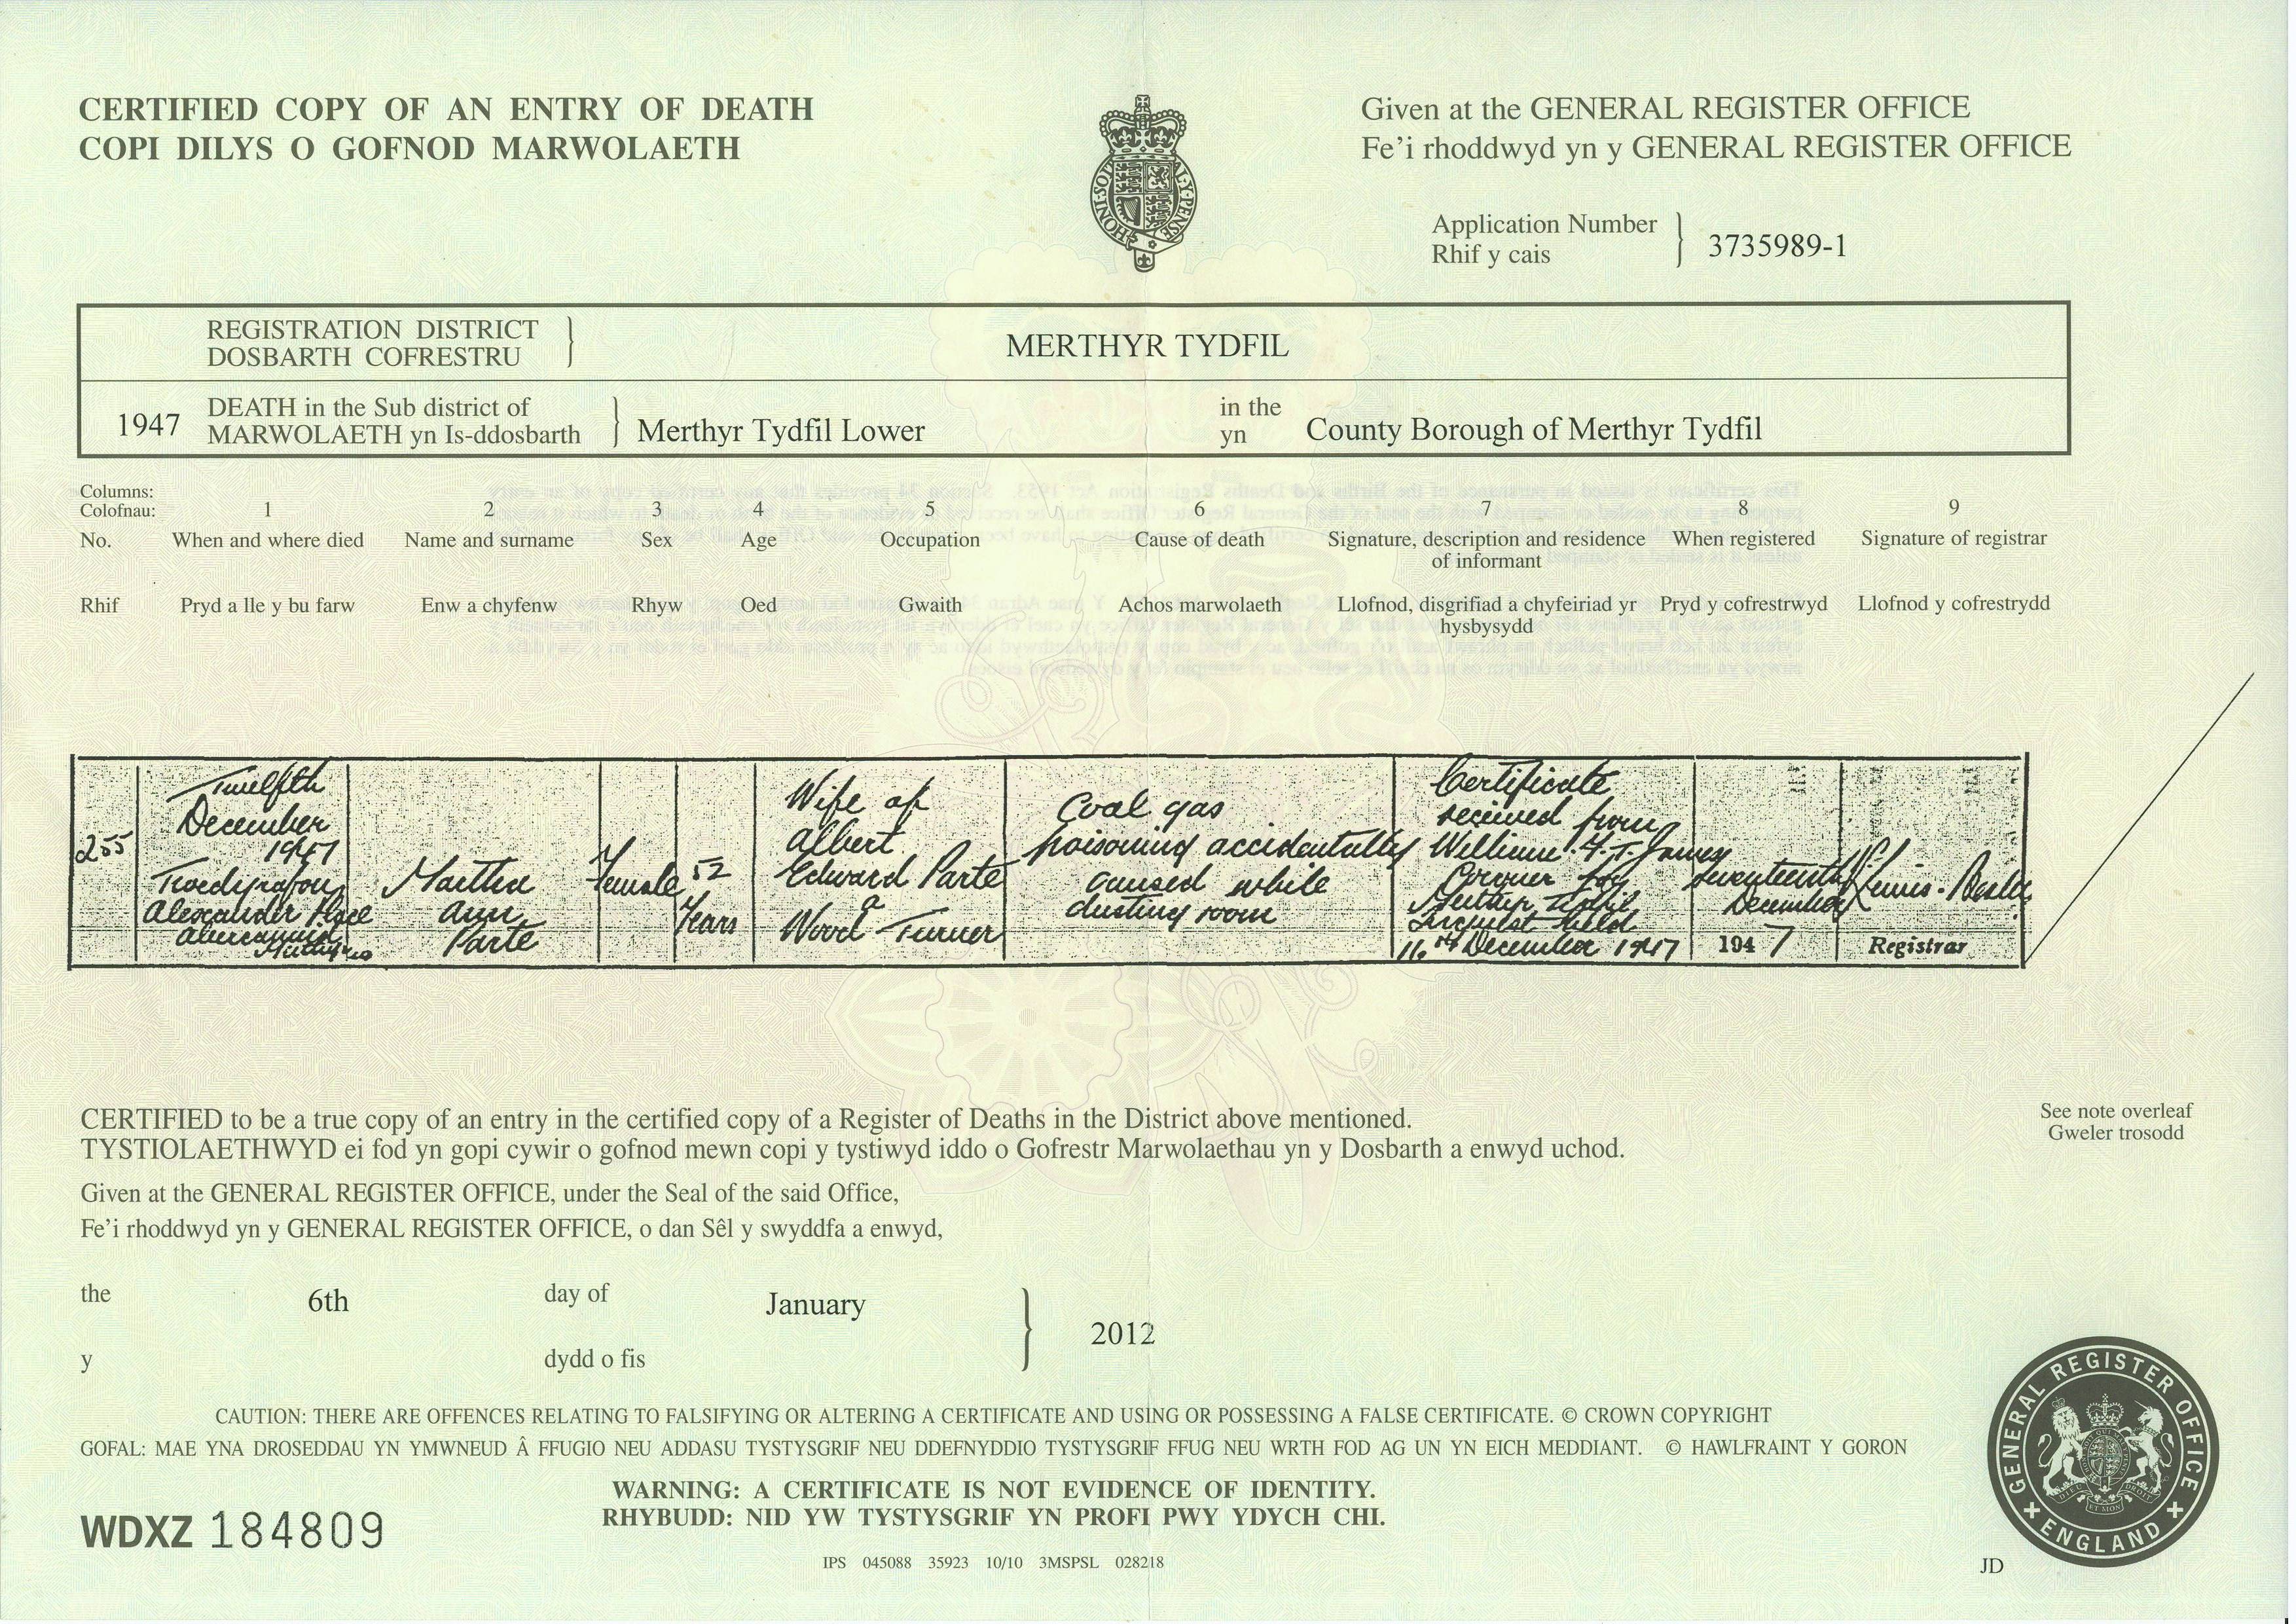 CERTIFIED COPY OF AN ENTRY OF DEATH
COPI DILYS O GOFNOD MARWOLAETH
Given at the GENERAL REGISTER OFFICE
Fe'i rhoddwyd yn y GENERAL REGISTER OFFICE
HONI·SOI AL·Y·PENSE
Application Number
Rhif y cais
3735989-1
REGISTRATION DISTRICT
DOSBARTH COFRESTRU
MERTHYR TYDFIL
1947
DEATH in the Sub district of
MARWOLAETH yn Is-ddosbarth
Merthyr Tydfil Lower
in the
yn
County Borough of Merthyr Tydfil
Columns:
Colofnau: 1 2 3 4 5 6 7 8 9
No.
When and where died
Name and surname
Sex
Age
Occupation
Cause of death
Signature, description and residence
of informant
When registered
Signature of registrar
Rhif
Pryd a lle y bu farw
Enw a chyfenw
Rhyw
Oed
Gwaith
Achos marwolaeth
Llofnod, disgrifiad a chyfeiriad yr
hysbysydd
Pryd y cofrestrwyd
Llofnod y cofrestrydd
255
Twelfth
December
1947
Alexander Place
Abercanaid
Martha
Ann
Parte
Female
52
Years
Wife of
Albert
Edward Parte
a
Wood Turner
Coal gas
poisoning accidentally
caused while
dusting room
Certificate
received from
William
Coroner for
Merthyr Tydfil
Inquest held
December 1947
Seventeenth
December
1947
Registrar
CERTIFIED to be a true copy of an entry in the certified copy of a Register of Deaths in the District above mentioned.
TYSTIOLAETHWYD ei fod yn gopi cywir o gofnod mewn copi y tystiwyd iddo o Gofrestr Marwolaethau yn y Dosbarth a enwyd uchod.
See note overleaf
Gweler trosodd
Given at the GENERAL REGISTER OFFICE, under the Seal of the said Office,
Fe'i rhoddwyd yn y GENERAL REGISTER OFFICE, o dan Sêl y swyddfa a enwyd,
the 6th day of January
2012
y dydd o fis
CAUTION: THERE ARE OFFENCES RELATING TO FALSIFYING OR ALTERING A CERTIFICATE AND USING OR POSSESSING A FALSE CERTIFICATE. © CROWN COPYRIGHT
GOFAL: MAE YNA DROSEDDAU YN YMWNEUD Â FFUGIO NEU ADDASU TYSTYSGRIF NEU DDEFNYDDIO TYSTYSGRIF FFUG NEU WRTH FOD AG UN YN EICH MEDDIANT. © HAWLFRAINT Y GORON
WARNING: A CERTIFICATE IS NOT EVIDENCE OF IDENTITY.
RHYBUDD: NID YW TYSTYSGRIF YN PROFI PWY YDYCH CHI.
WDXZ 184809
IPS 045088 35923 10/10 3MSPSL 028218
GENERAL REGISTER OFFICE
ENGLAND
JD